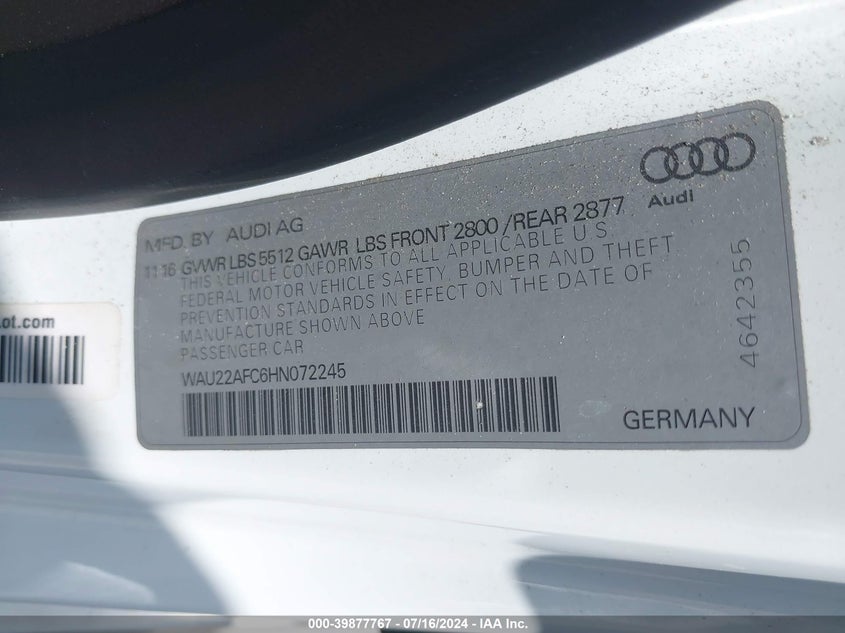 Audi
MFD. BY AUDI AG
11 16 GVWR LBS 5512 GAWR LBS FRONT 2800 / REAR 2877
THIS VEHICLE CONFORMS TO ALL APPLICABLE U S
FEDERAL MOTOR VEHICLE SAFETY, BUMPER AND THEFT
PREVENTION STANDARDS IN EFFECT ON THE DATE OF
MANUFACTURE SHOWN ABOVE
PASSENGER CAR
WAU22AFC6HN072245
GERMANY
4642355
ot.com
000-39877767 - 07/16/2024 - IAA Inc.